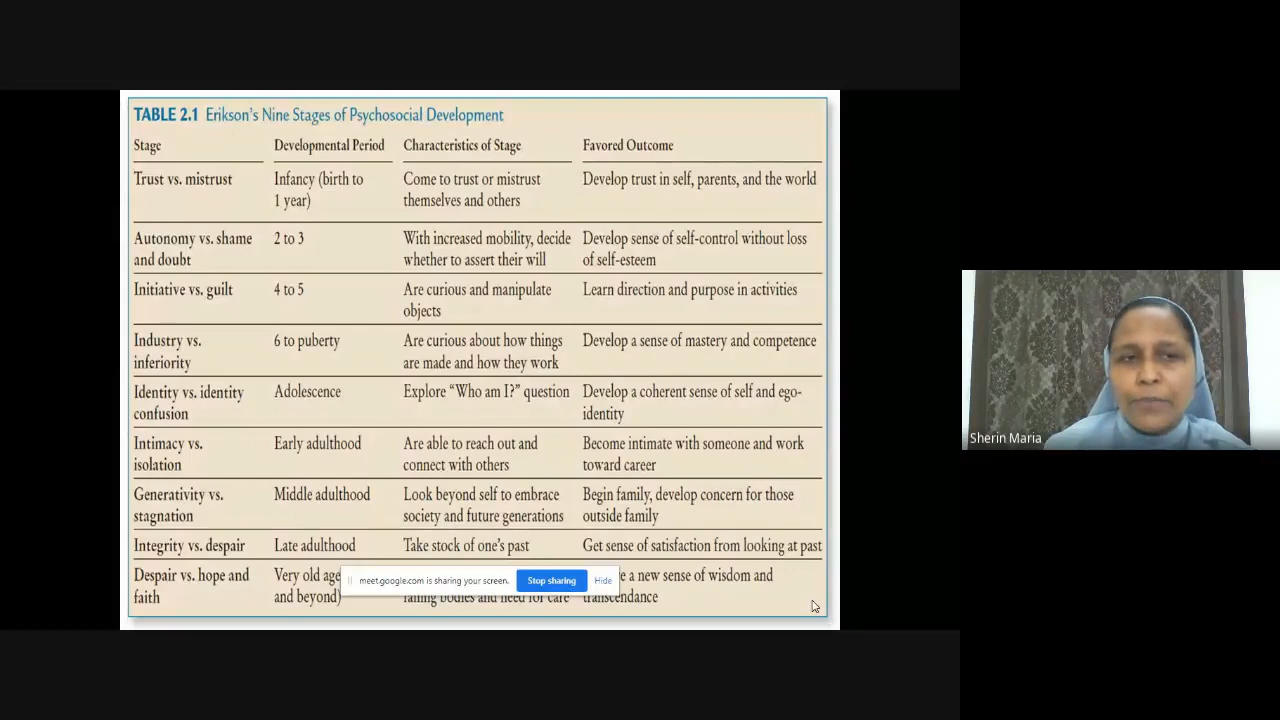 TABLE 2.1 Erikson's Nine Stages of Psychosocial Development
Stage Developmental Period Characteristics of Stage Favored Outcome
Trust vs. mistrust Infancy (birth to Come to trust or mistrust Develop trust in self, parents, and the world
1 year) themselves and others
Autonomy vs. shame 2 to 3 With increased mobility, decide Develop sense of self-control without loss
and doubt whether to assert their will of self-esteem
Initiative vs. guilt 4 to 5 Are curious and manipulate Learn direction and purpose in activities
objects
Industry vs. 6 to puberty Are curious about how things Develop a sense of mastery and competence
inferiority are made and how they work
Identity vs. identity Adolescence Explore "Who am I?" question Develop a coherent sense of self and ego-
confusion identity
Intimacy vs. Early adulthood Are able to reach out and Become intimate with someone and work
isolation connect with others toward career
Generativity vs. Middle adulthood Look beyond self to embrace Begin family, develop concern for those
stagnation society and future generations outside family
Integrity vs. despair Late adulthood Take stock of one's past Get sense of satisfaction from looking at past
Despair vs. hope and Very old age a new sense of wisdom and
faith and beyond) failing bodies and need for care transcendance
meet.google.com is sharing your screen. Stop sharing Hide
Sherin Maria